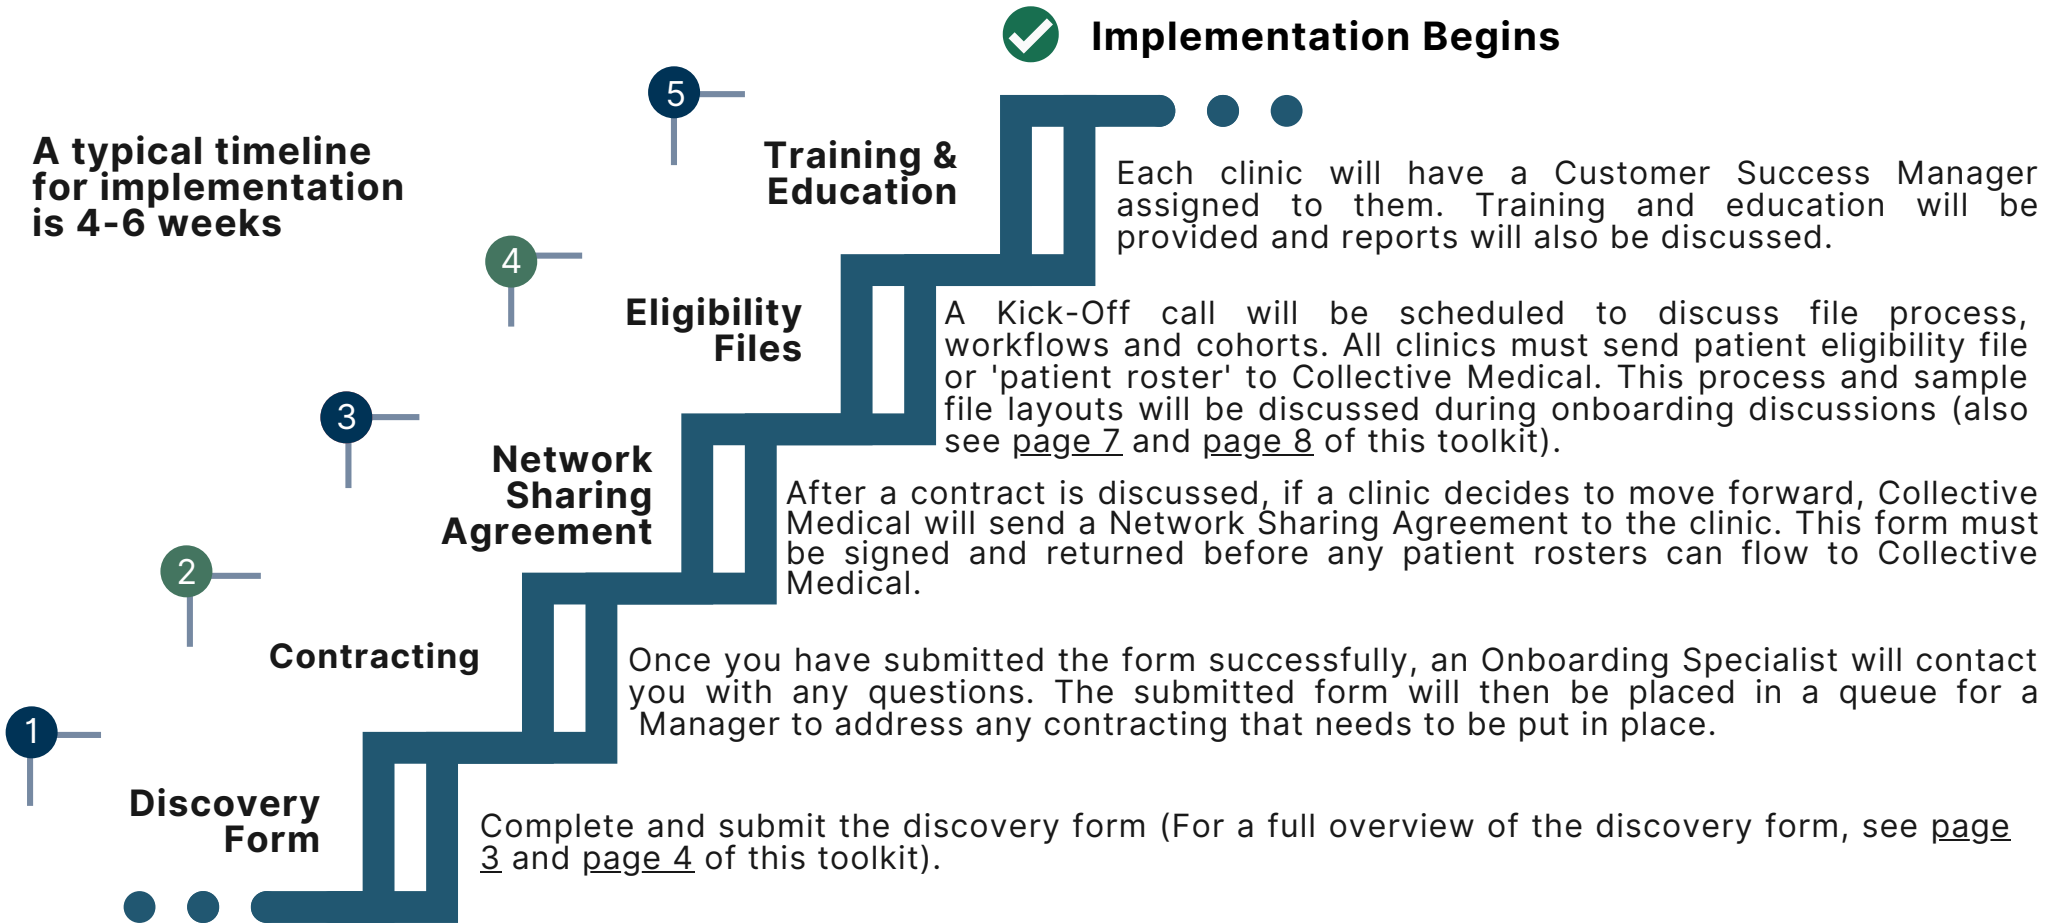 Implementation Begins
A typical timeline
for implementation
is 4-6 weeks
5
Training &
Education
Each clinic will have a Customer Success Manager
assigned to them. Training and education will be
provided and reports will also be discussed.
4
Eligibility
Files
A Kick-Off call will be scheduled to discuss file process,
workflows and cohorts. All clinics must send patient eligibility file
or 'patient roster' to Collective Medical. This process and sample
file layouts will be discussed during onboarding discussions (also
see page 7 and page 8 of this toolkit).
3
Network
Sharing
Agreement
After a contract is discussed, if a clinic decides to move forward, Collective
Medical will send a Network Sharing Agreement to the clinic. This form must
be signed and returned before any patient rosters can flow to Collective
Medical.
2
Contracting
Once you have submitted the form successfully, an Onboarding Specialist will contact
you with any questions. The submitted form will then be placed in a queue for a
Manager to address any contracting that needs to be put in place.
1
Discovery
Form
Complete and submit the discovery form (For a full overview of the discovery form, see page
3 and page 4 of this toolkit).